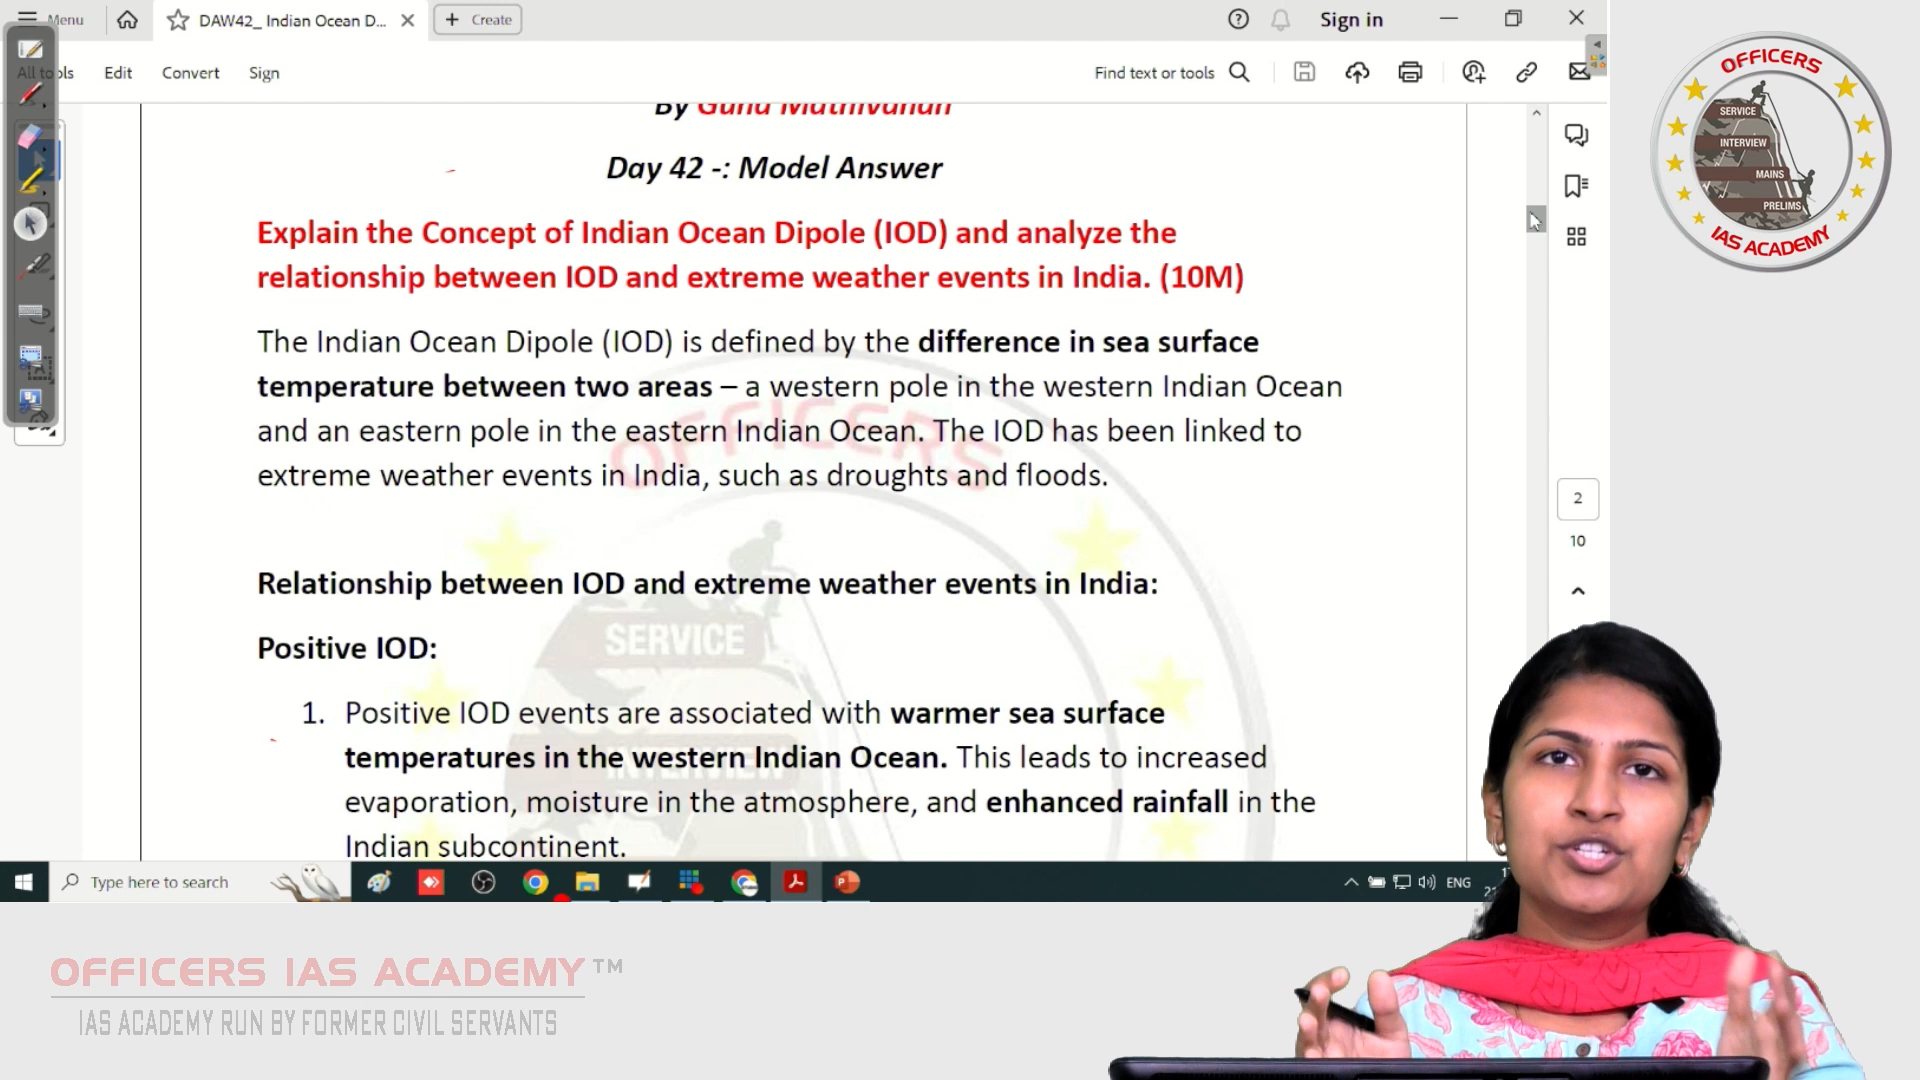 Menu
DAW42_ Indian Ocean D...
Create
Sign in
All tools
Edit
Convert
Sign
Find text or tools
By Guna Mathivanan
Day 42 -: Model Answer
Explain the Concept of Indian Ocean Dipole (IOD) and analyze the
relationship between IOD and extreme weather events in India. (10M)
The Indian Ocean Dipole (IOD) is defined by the difference in sea surface
temperature between two areas – a western pole in the western Indian Ocean
and an eastern pole in the eastern Indian Ocean. The IOD has been linked to
extreme weather events in India, such as droughts and floods.
Relationship between IOD and extreme weather events in India:
Positive IOD:
1. Positive IOD events are associated with warmer sea surface
temperatures in the western Indian Ocean. This leads to increased
evaporation, moisture in the atmosphere, and enhanced rainfall in the
Indian subcontinent.
OFFICERS
SERVICE
INTERVIEW
2
10
Type here to search
ENG
OFFICERS
SERVICE
INTERVIEW
MAINS
PRELIMS
IAS ACADEMY
OFFICERS IAS ACADEMY™
IAS ACADEMY RUN BY FORMER CIVIL SERVANTS